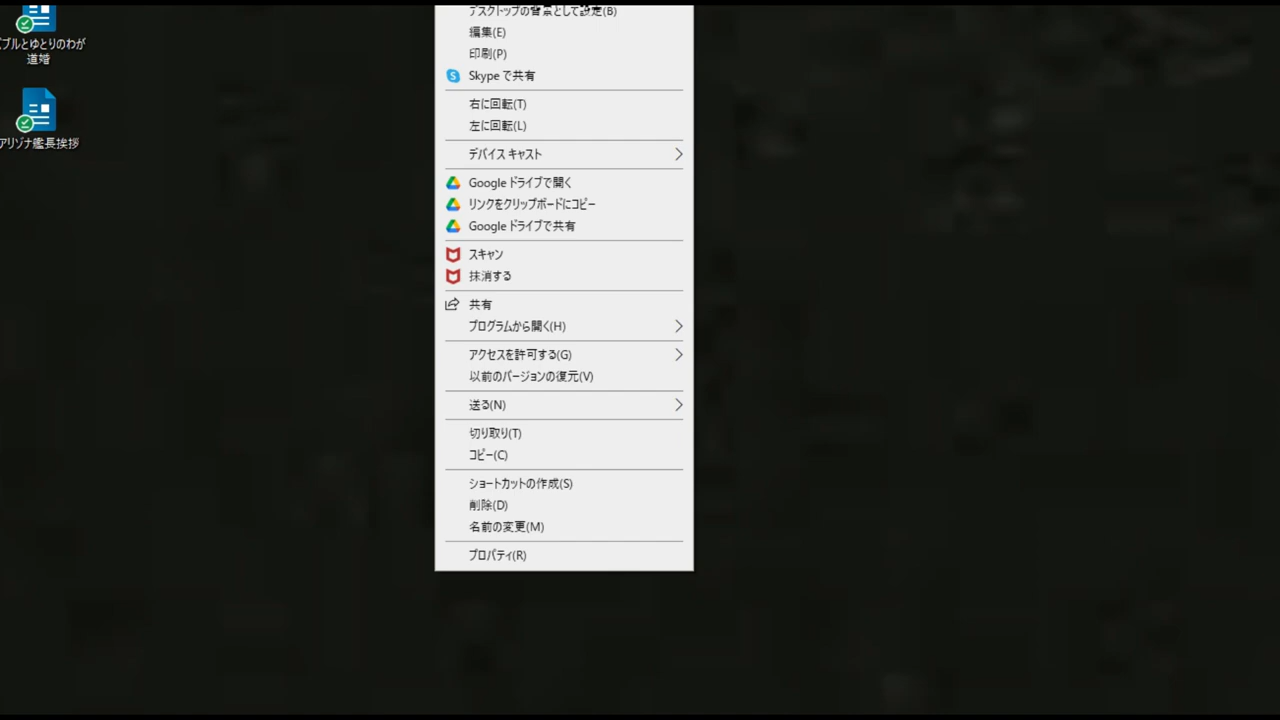 ブルとゆとりのわが
道婚
アリゾナ艦長挨拶
デスクトップの背景として設定(B)
編集(E)
印刷(P)
Skype で共有
右に回転(T)
左に回転(L)
デバイス キャスト
Google ドライブで開く
リンクをクリップボードにコピー
Google ドライブで共有
スキャン
抹消する
共有
プログラムから開く(H)
アクセスを許可する(G)
以前のバージョンの復元(V)
送る(N)
切り取り(T)
コピー(C)
ショートカットの作成(S)
削除(D)
名前の変更(M)
プロパティ(R)